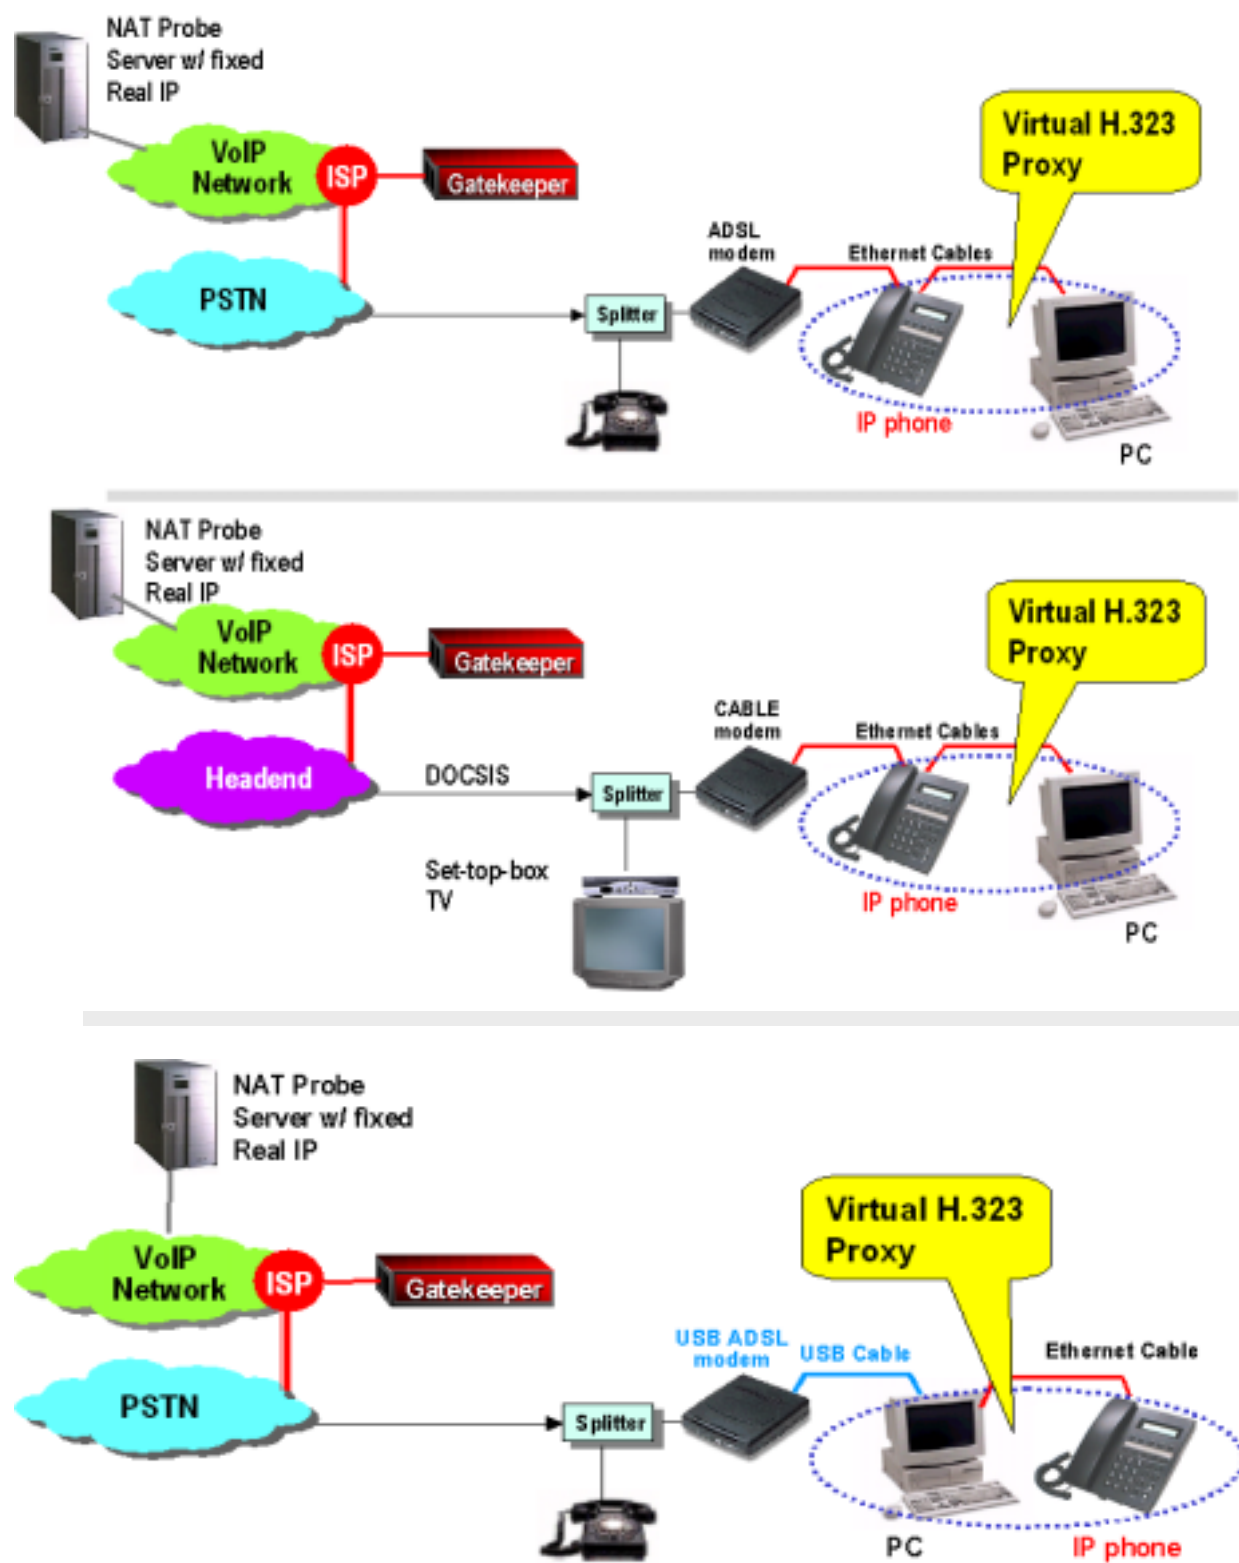 NAT Probe
Server w/ fixed
Real IP
VoIP
Network
ISP
Gatekeeper
Virtual H.323
Proxy
PSTN
Splitter
ADSL
modem
Ethernet Cables
IP phone
PC
NAT Probe
Server w/ fixed
Real IP
VoIP
Network
ISP
Gatekeeper
Virtual H.323
Proxy
Headend
DOCSIS
Splitter
CABLE
modem
Ethernet Cables
Set-top-box
TV
IP phone
PC
NAT Probe
Server w/ fixed
Real IP
VoIP
Network
ISP
Gatekeeper
Virtual H.323
Proxy
PSTN
Splitter
USB ADSL
modem
USB Cable
Ethernet Cable
PC
IP phone